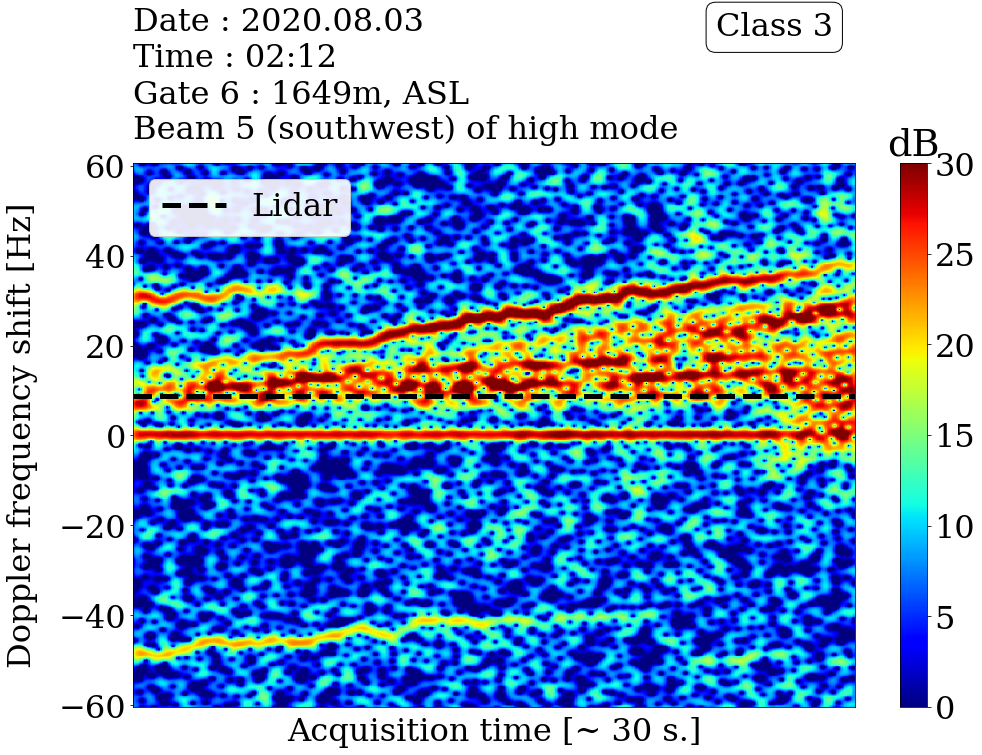 Date : 2020.08.03
Class 3
Time : 02:12
Gate 6 : 1649m, ASL
Beam 5 (southwest) of high mode
dB
60
40
20
0
−20
−40
−60
Doppler frequency shift [Hz]
Lidar
30
25
20
15
10
5
0
Acquisition time [~ 30 s.]